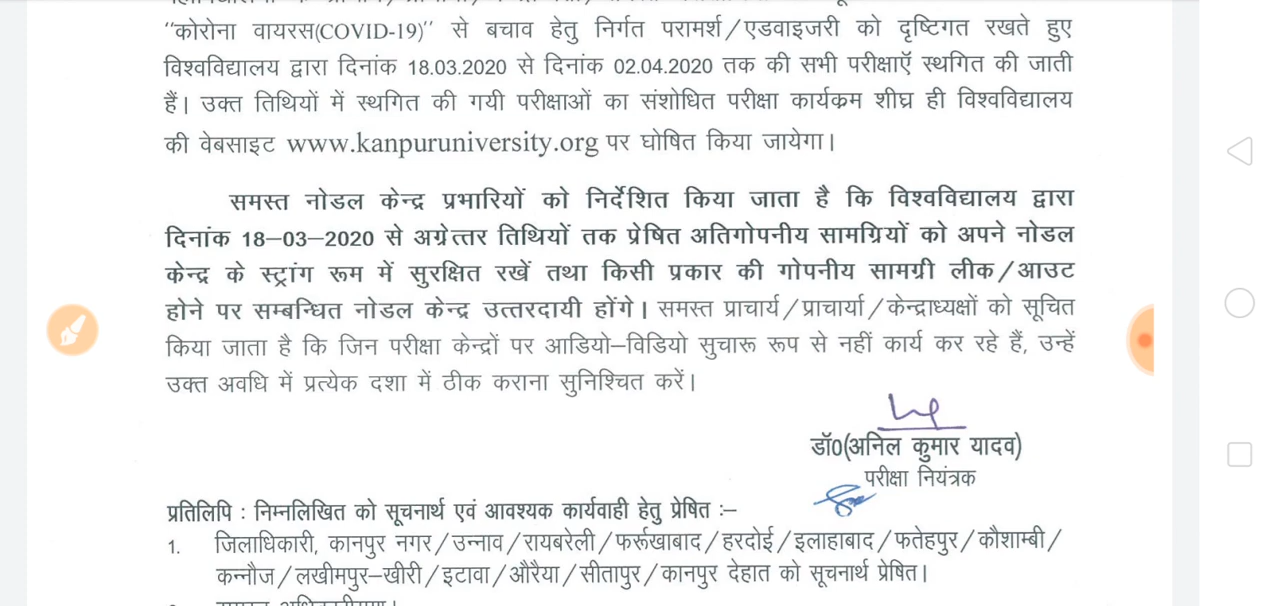 “कोरोना वायरस(COVID-19)” से बचाव हेतु निर्गत परामर्श/एडवाइजरी को दृष्टिगत रखते हुए
विश्वविद्यालय द्वारा दिनांक 18.03.2020 से दिनांक 02.04.2020 तक की सभी परीक्षाऍ स्थगित की जाती
हैं। उक्त तिथियों में स्थगित की गयी परीक्षाओं का संशोधित परीक्षा कार्यकम शीघ्र ही विश्वविद्यालय
की वेबसाइट www.kanpuruniversity.org पर घोषित किया जायेगा।
समस्त नोडल केन्द्र प्रभारियों को निर्देशित किया जाता है कि विश्वविद्यालय द्वारा
दिनांक 18–03–2020 से अग्रेत्तर तिथियों तक प्रेषित अतिगोपनीय सामग्रियों को अपने नोडल
केन्द्र के स्ट्रांग रूम में सुरक्षित रखें तथा किसी प्रकार की गोपनीय सामग्री लीक/आउट
होने पर सम्बन्धित नोडल केन्द्र उत्तरदायी होंगे। समस्त प्राचार्य/प्राचार्या/केन्द्राध्यक्षों को सूचित
किया जाता है कि जिन परीक्षा केन्द्रों पर आडियो–विडियो सुचारू रूप से नहीं कार्य कर रहे हैं, उन्हें
उक्त अवधि में प्रत्येक दशा में ठीक कराना सुनिश्चित करें।
डॉ0(अनिल कुमार यादव)
परीक्षा नियंत्रक
प्रतिलिपि : निम्नलिखित को सूचनार्थ एवं आवश्यक कार्यवाही हेतु प्रेषित :–
1. जिलाधिकारी, कानपुर नगर/उन्नाव/रायबरेली/फर्रूखाबाद/हरदोई/इलाहाबाद/फतेहपुर/कौशाम्बी/
कन्नौज/लखीमपुर–खीरी/इटावा/औरैया/सीतापुर/कानपुर देहात को सूचनार्थ प्रेषित।